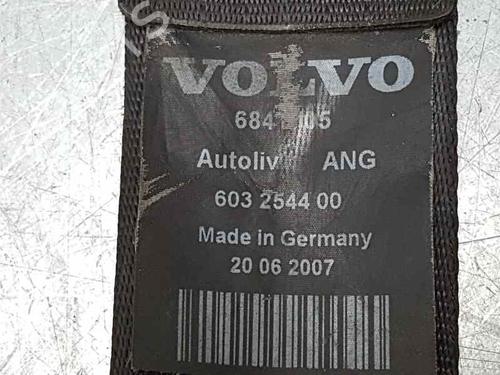 VOLVO
Autoliv ANG
603 2544 00
Made in Germany
20 06 2007